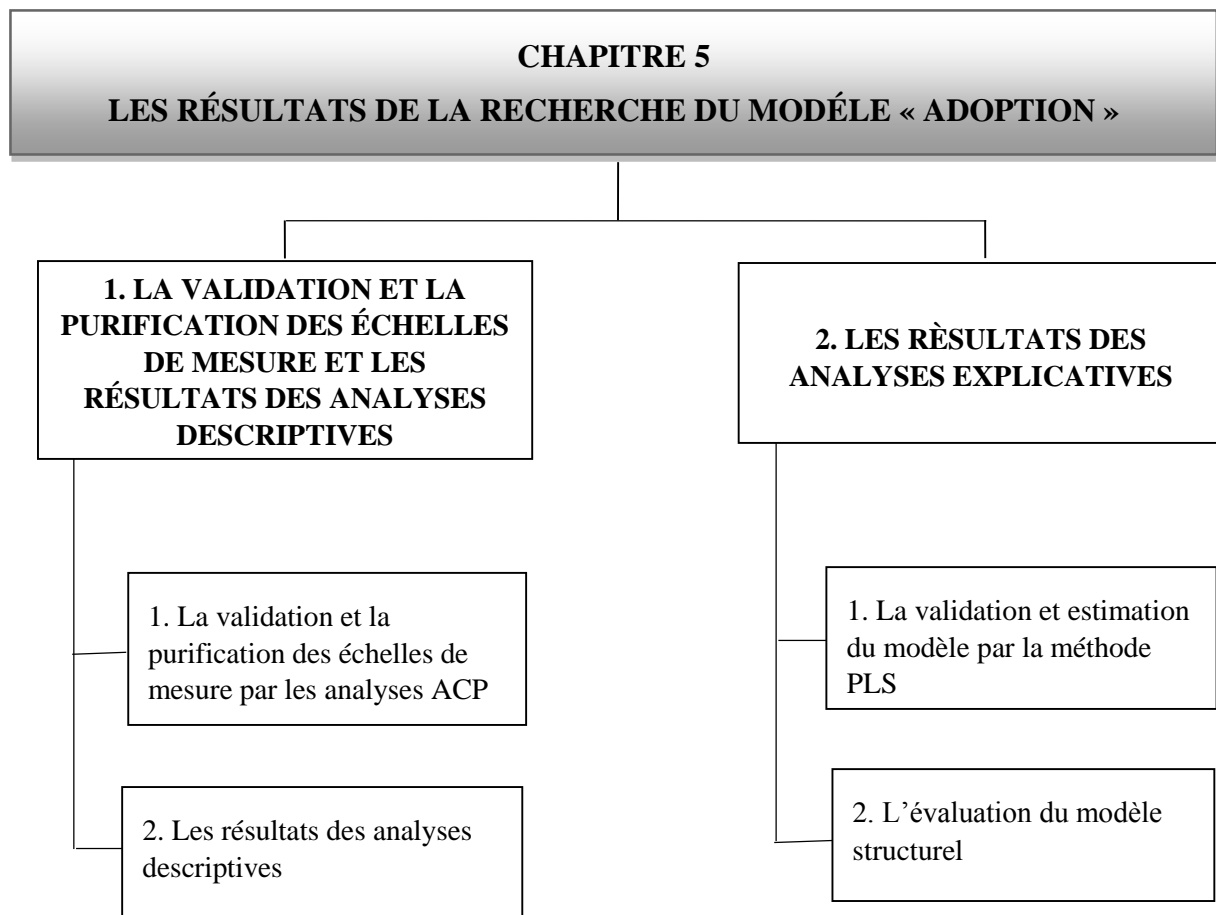 CHAPITRE 5
LES RÉSULTATS DE LA RECHERCHE DU MODÉLE « ADOPTION »
1. LA VALIDATION ET LA
PURIFICATION DES ÉCHELLES
DE MESURE ET LES
RÉSULTATS DES ANALYSES
DESCRIPTIVES
1. La validation et la
purification des échelles de
mesure par les analyses ACP
2. Les résultats des analyses
descriptives
2. LES RÈSULTATS DES
ANALYSES EXPLICATIVES
1. La validation et estimation
du modèle par la méthode
PLS
2. L’évaluation du modèle
structurel